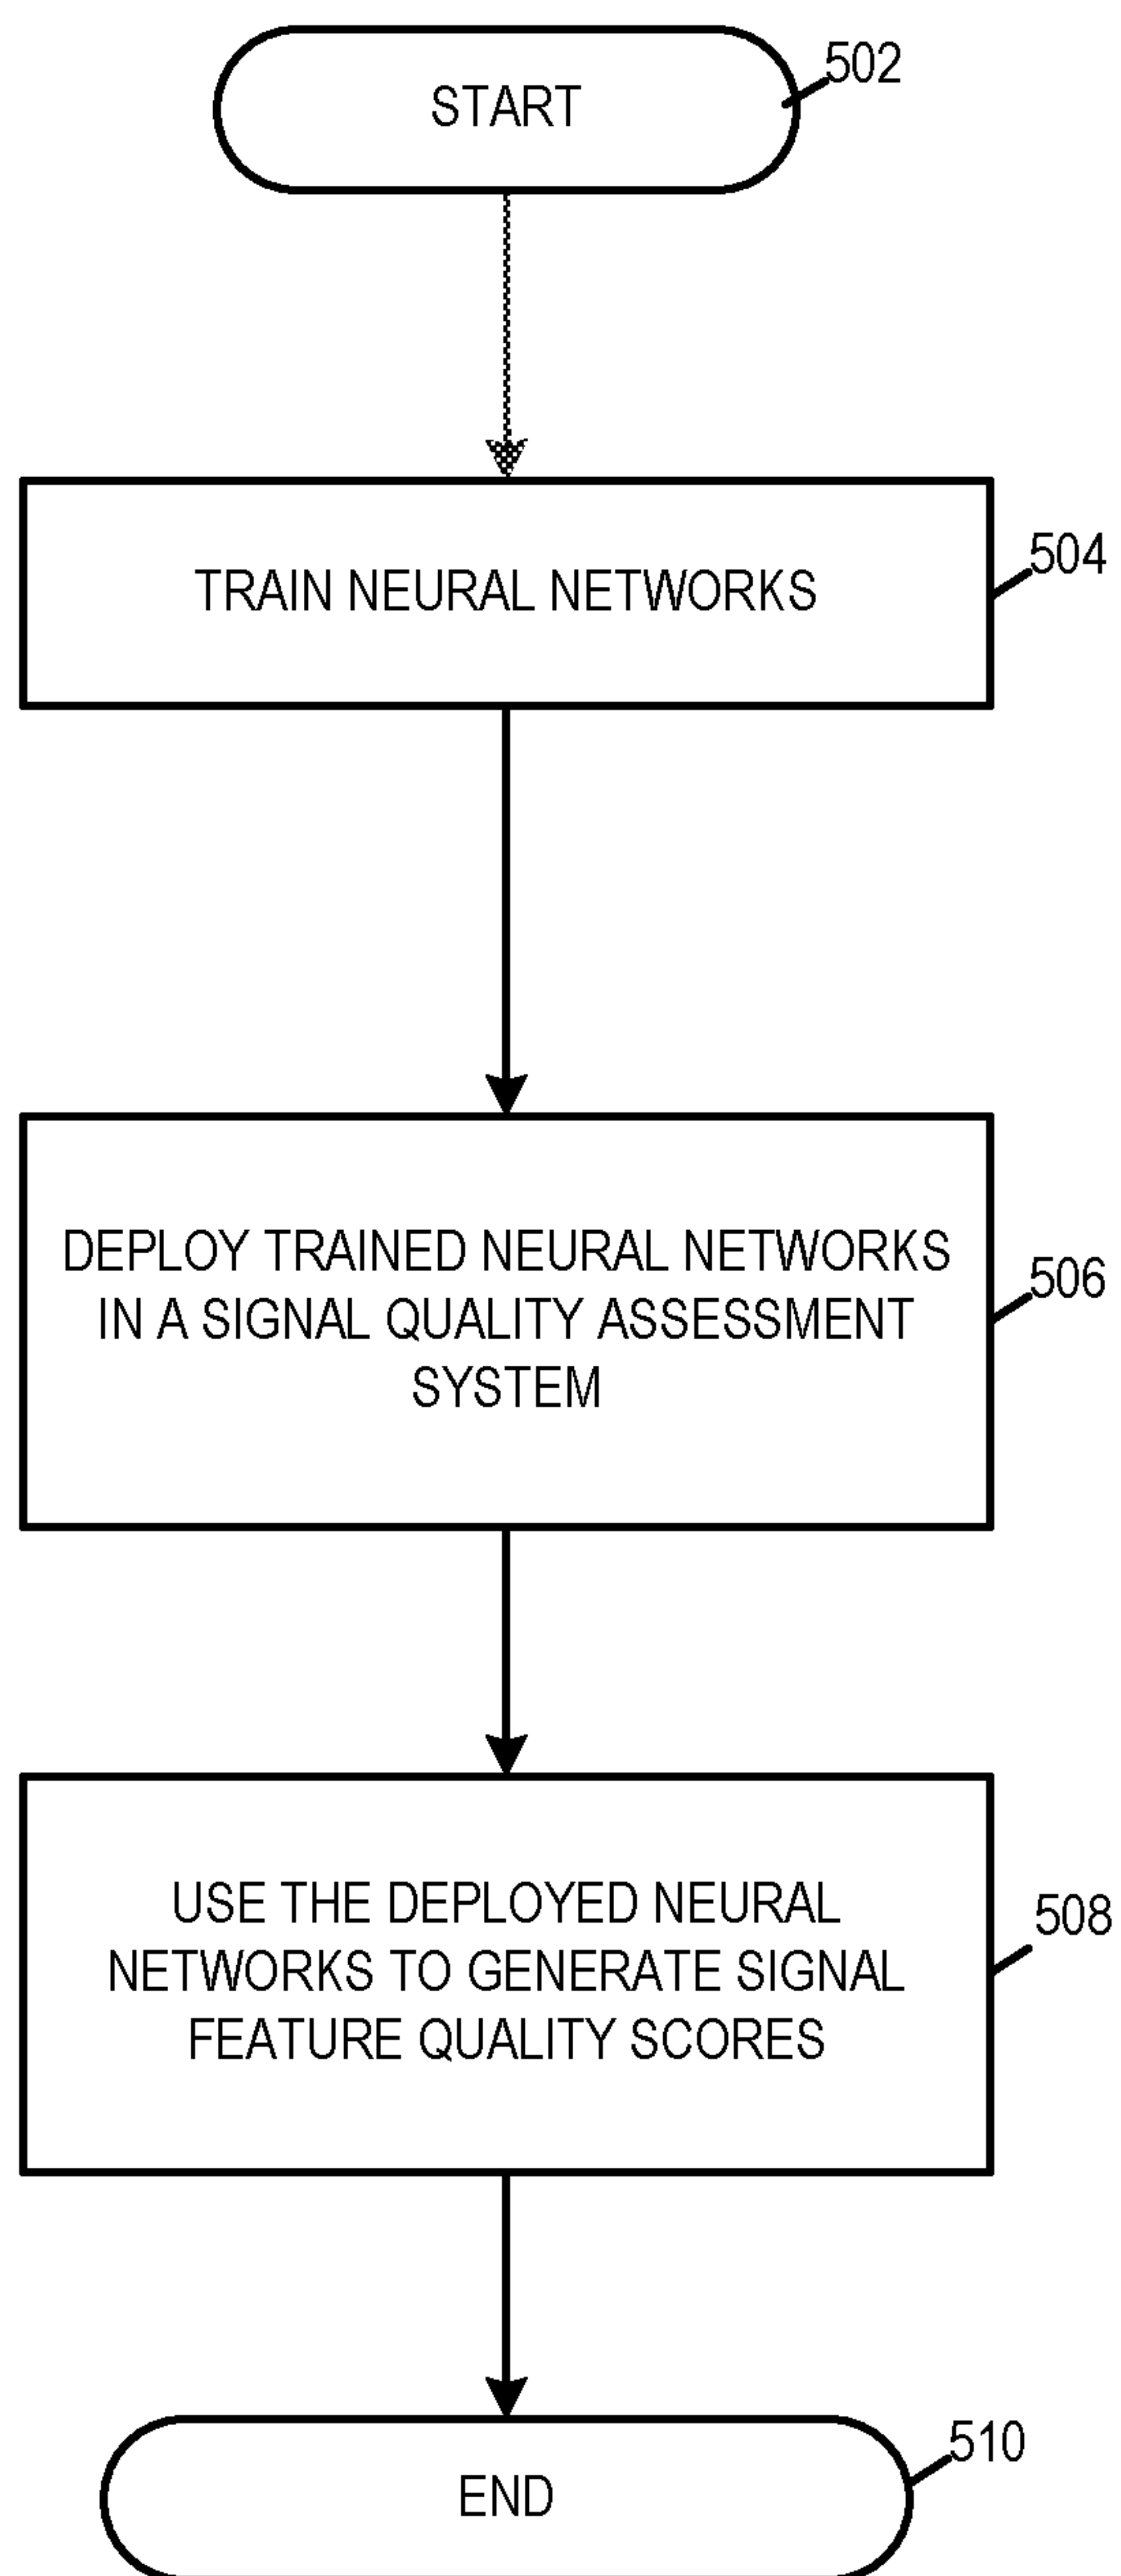 START
502
TRAIN NEURAL NETWORKS
504
DEPLOY TRAINED NEURAL NETWORKS
IN A SIGNAL QUALITY ASSESSMENT
SYSTEM
506
USE THE DEPLOYED NEURAL
NETWORKS TO GENERATE SIGNAL
FEATURE QUALITY SCORES
508
END
510